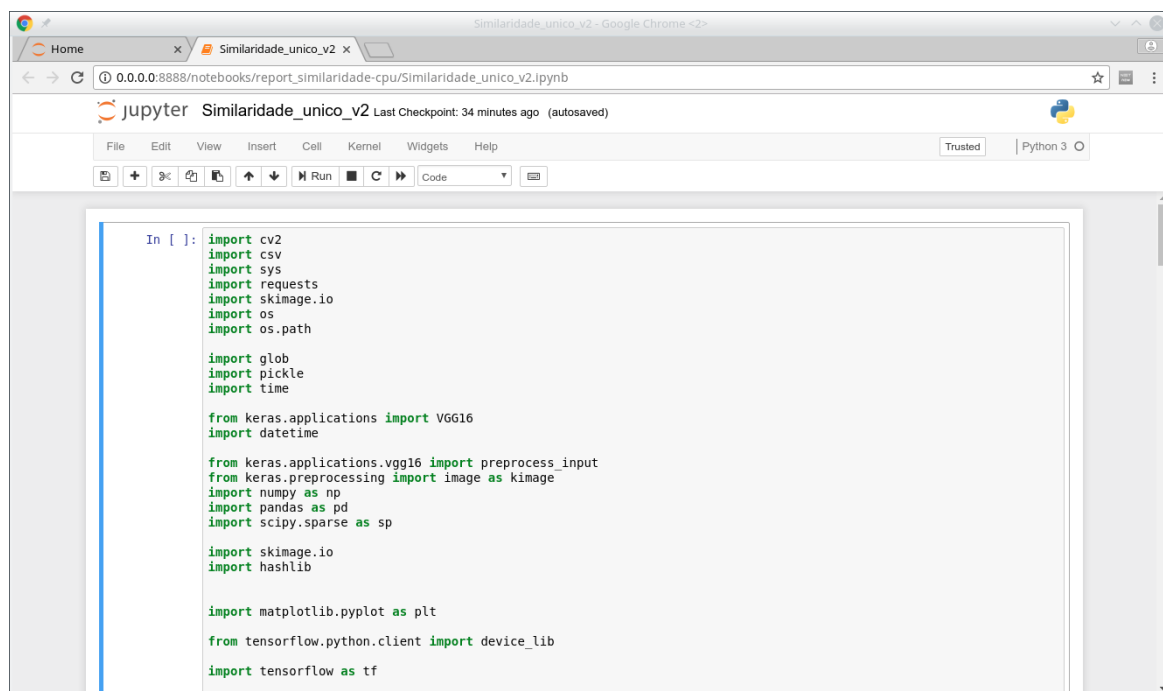 Similaridade_unico_v2 - Google Chrome <2>
Home
Similaridade_unico_v2
0.0.0.0:8888/notebooks/report_similaridade-cpu/Similaridade_unico_v2.ipynb
jupyter Similaridade_unico_v2 Last Checkpoint: 34 minutes ago (autosaved)
File Edit View Insert Cell Kernel Widgets Help Trusted Python 3
Run Code
In [ ]: import cv2
import csv
import sys
import requests
import skimage.io
import os
import os.path
import glob
import pickle
import time
from keras.applications import VGG16
import datetime
from keras.applications.vgg16 import preprocess_input
from keras.preprocessing import image as kimage
import numpy as np
import pandas as pd
import scipy.sparse as sp
import skimage.io
import hashlib
import matplotlib.pyplot as plt
from tensorflow.python.client import device_lib
import tensorflow as tf